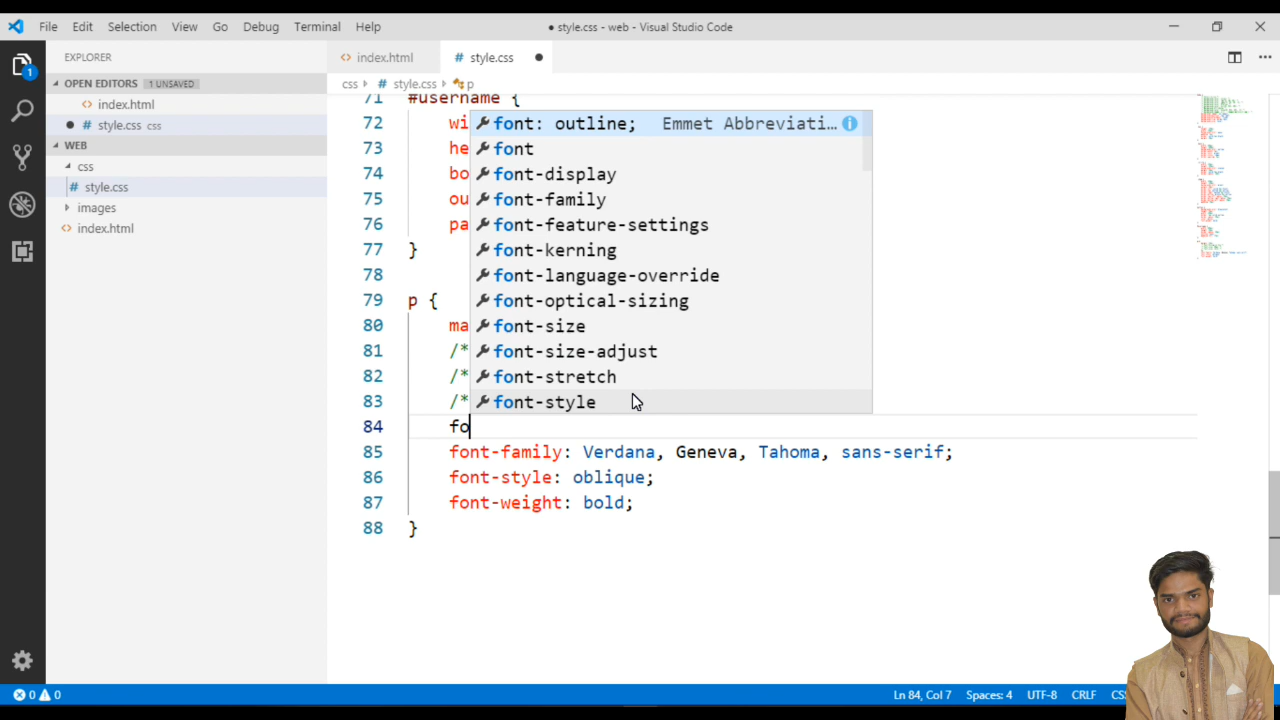 File Edit Selection View Go Debug Terminal Help
● style.css - web - Visual Studio Code
EXPLORER
<> index.html
# style.css ●
OPEN EDITORS 1 UNSAVED
<> index.html
● # style.css css
WEB
css
# style.css
images
<> index.html
1
css # style.css p
71 #username {
72 wi
73 he
74 bo
75 ou
76 pa
77 }
78
79 p {
80 ma
81 /*
82 /*
83 /*
84 fo
85 font-family: Verdana, Geneva, Tahoma, sans-serif;
86 font-style: oblique;
87 font-weight: bold;
88 }
font: outline; Emmet Abbreviati…
font
font-display
font-family
font-feature-settings
font-kerning
font-language-override
font-optical-sizing
font-size
font-size-adjust
font-stretch
font-style
0 0
Ln 84, Col 7 Spaces: 4 UTF-8 CRLF CS